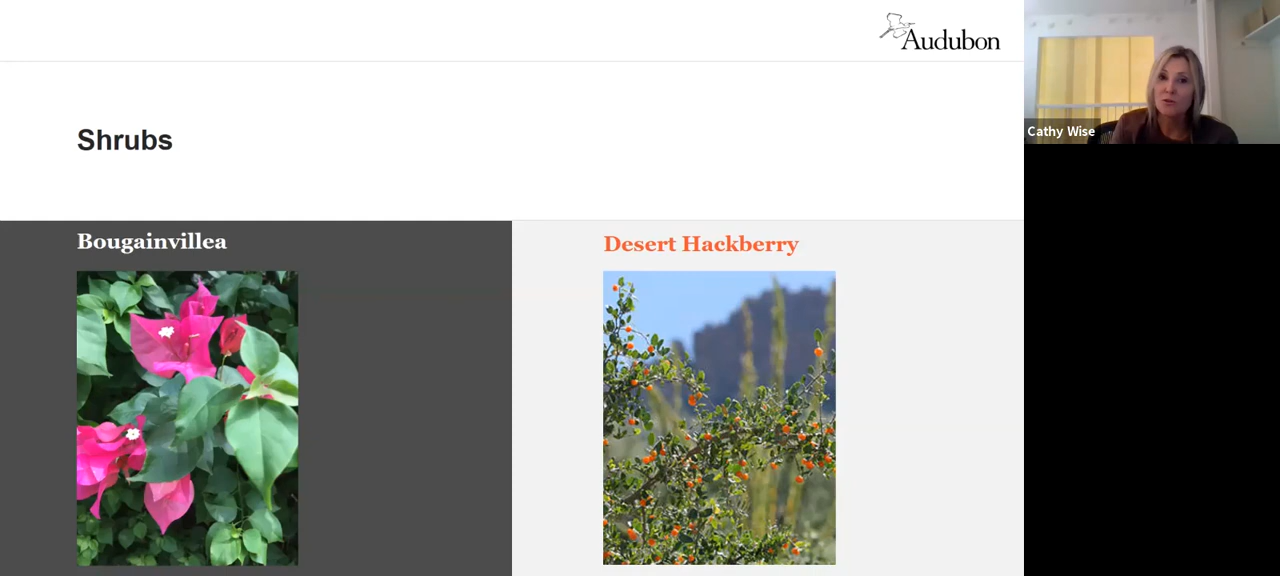 Audubon
Cathy Wise
Shrubs
Bougainvillea
Desert Hackberry